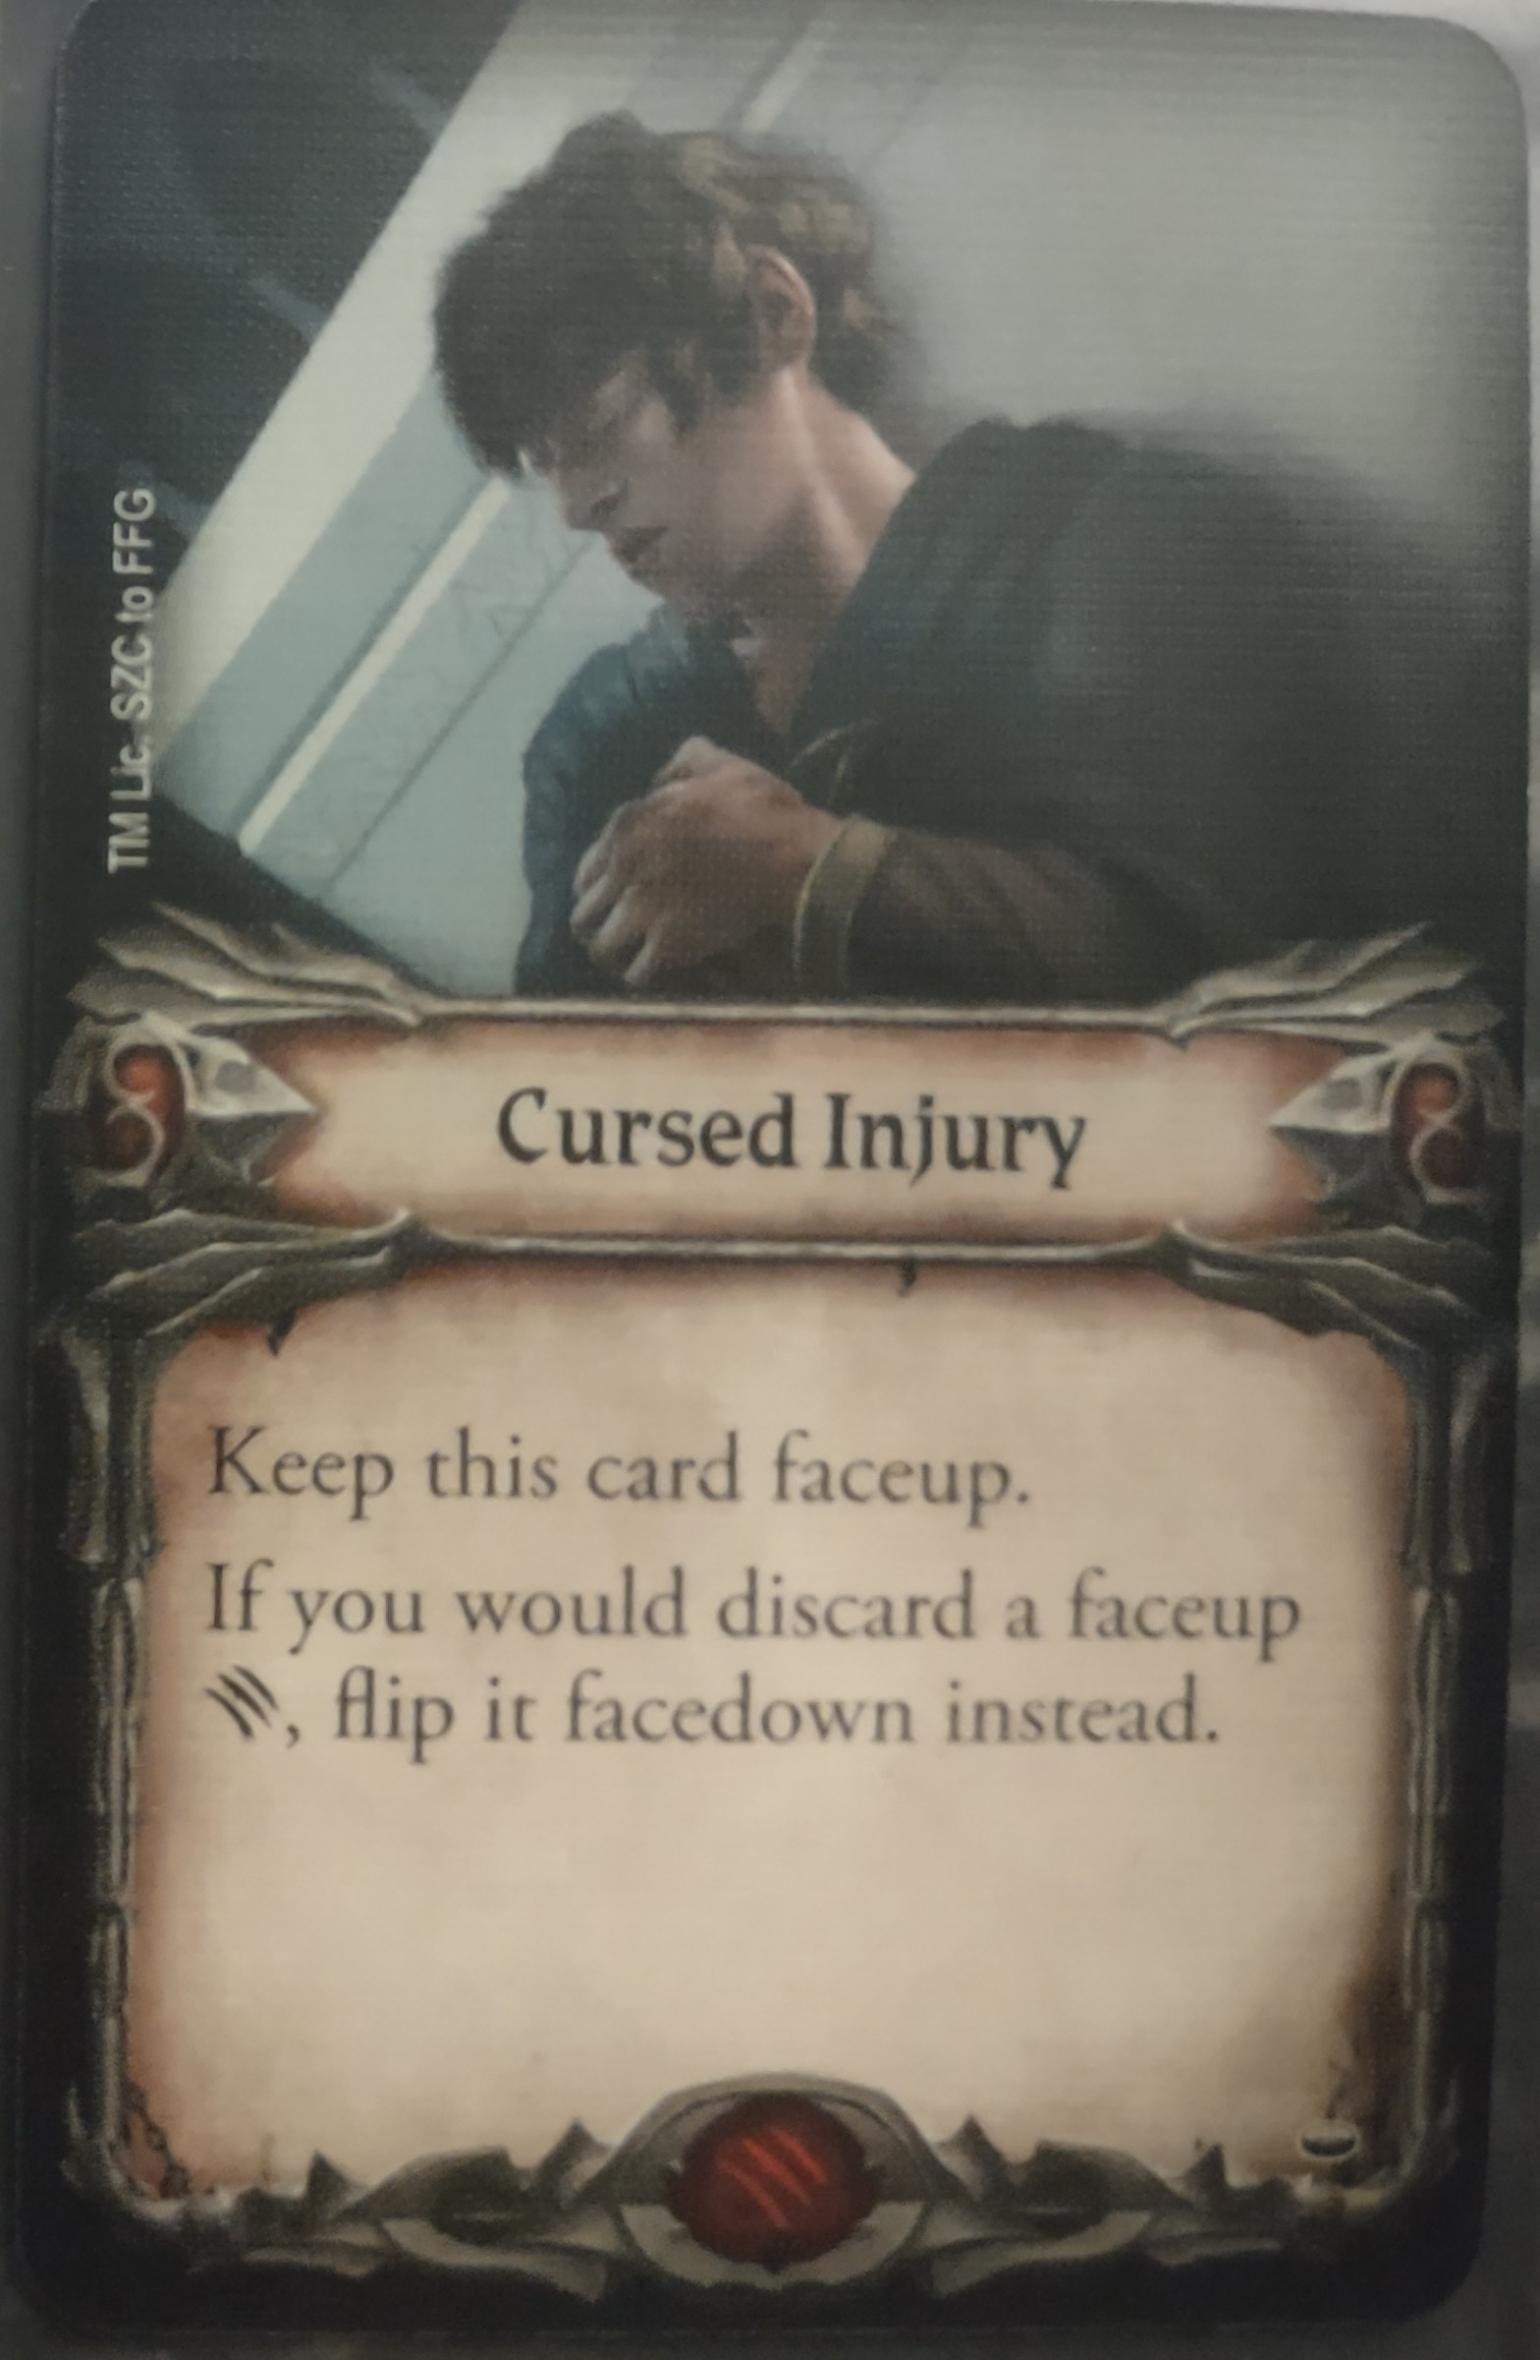 TM Lic. SZC to FFG
Cursed Injury
Keep this card faceup.
If you would discard a faceup
, flip it facedown instead.